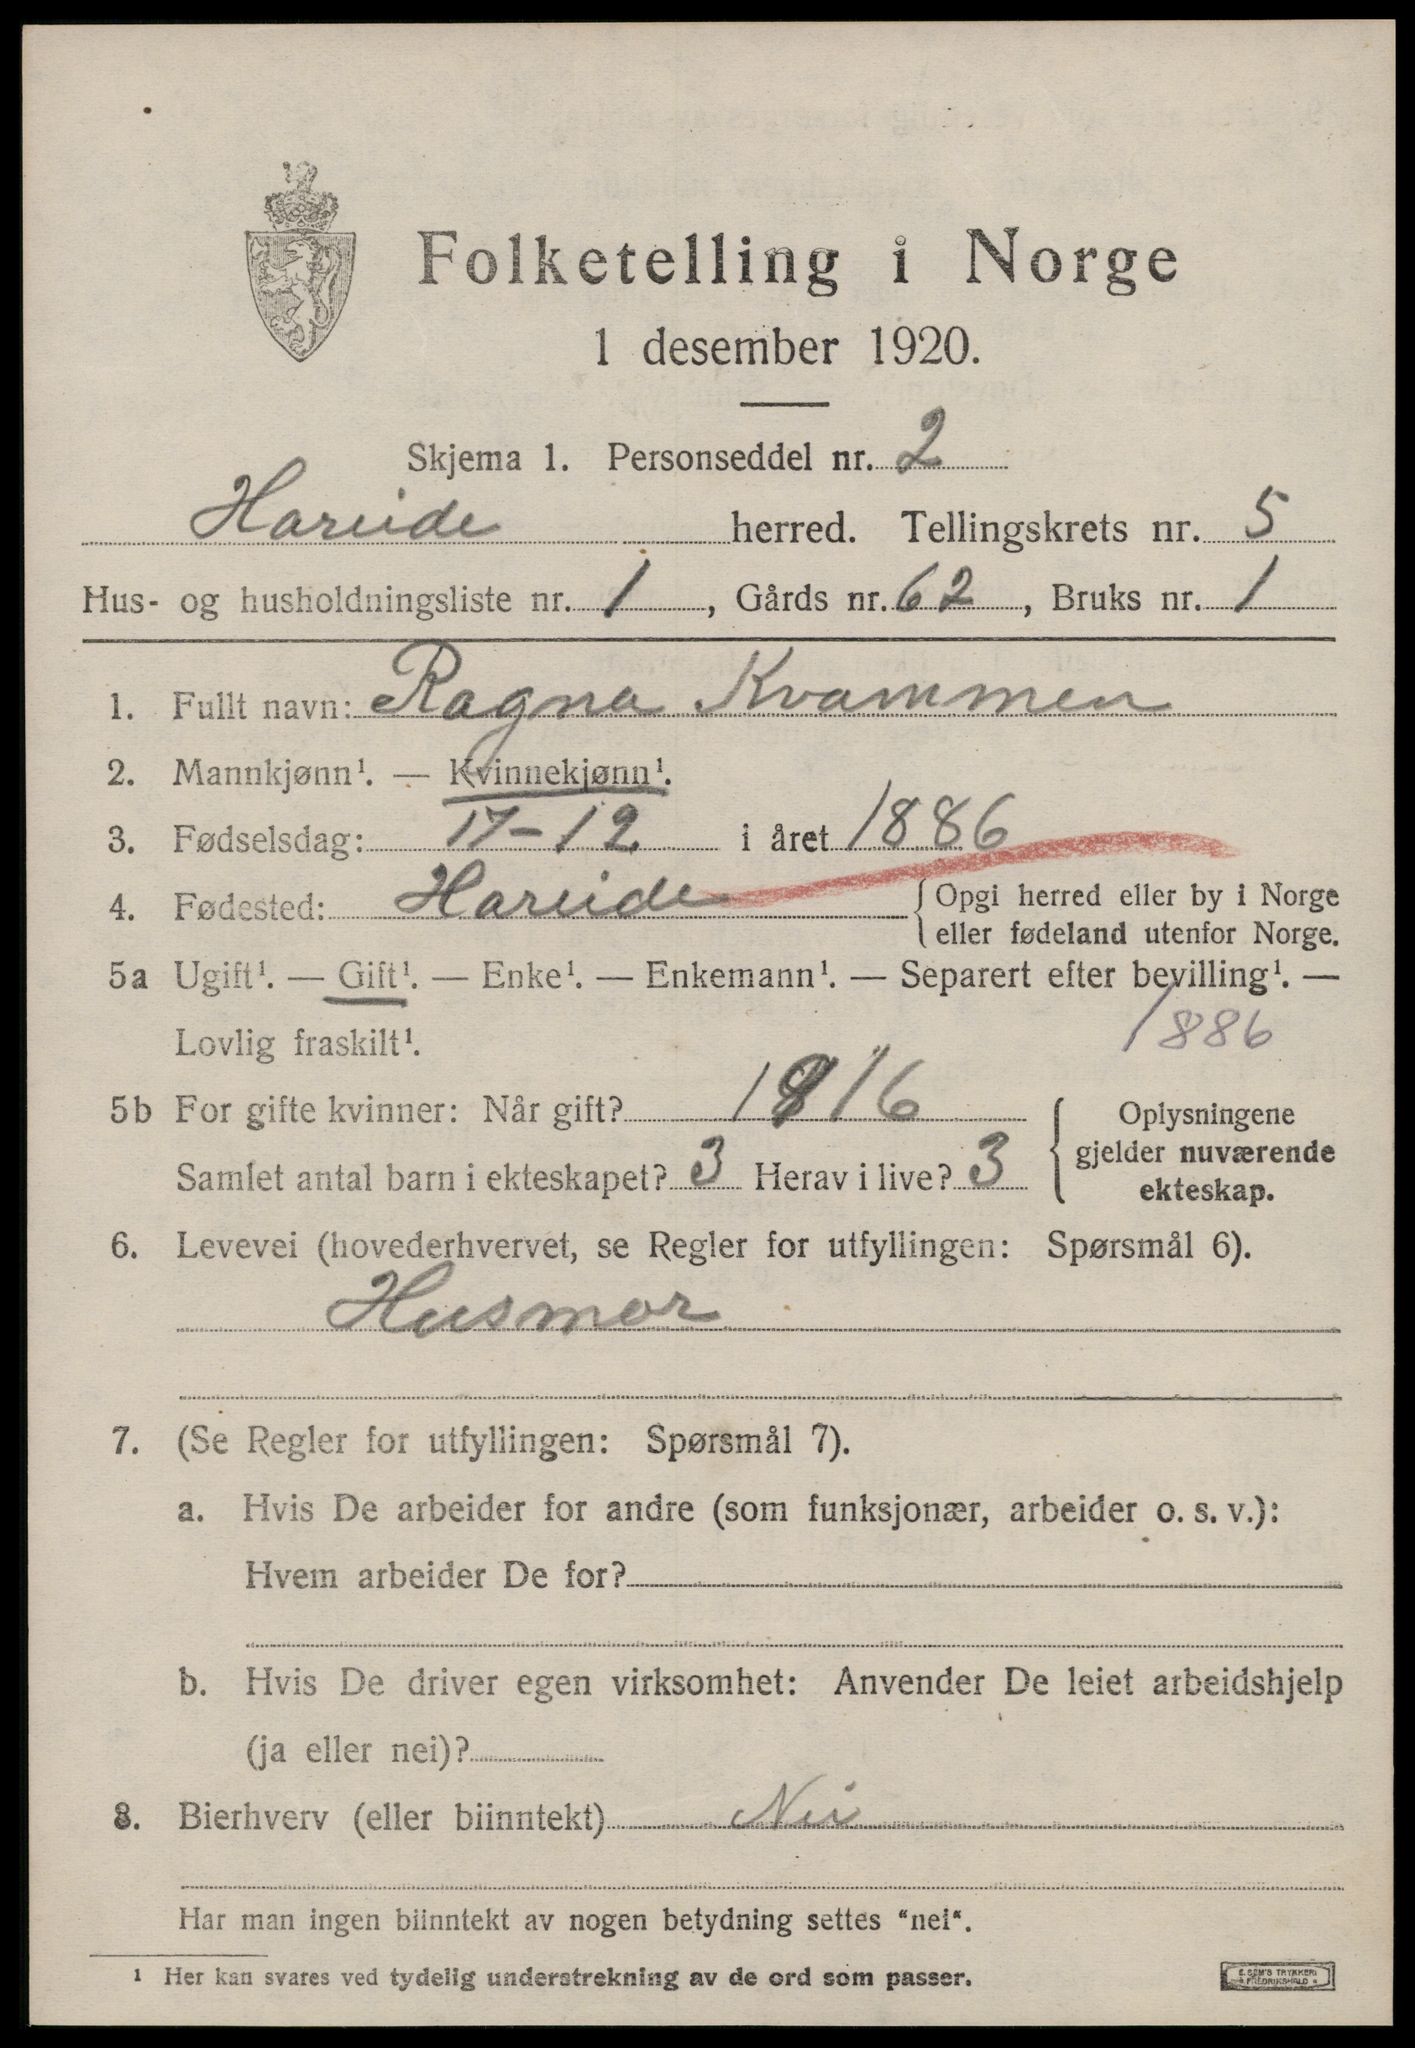 Folketelling i Norge
1 desember 1920.
Skjema 1. Personseddel nr. 2
Hareide herred. Tellingskrets nr. 5
Hus- og husholdningsliste nr. 1, Gårds nr. 62, Bruks nr. 1
1. Fullt navn: Ragna Kvammen
2. Mannkjønn¹. — Kvinnekjønn¹.
3. Fødselsdag: 17-12 i året 1886
4. Fødested: Hareide { Opgi herred eller by i Norge
eller fødeland utenfor Norge.
5a Ugift¹. — Gift¹. — Enke¹. — Enkemann¹. — Separert efter bevilling¹. —
Lovlig fraskilt¹. 1886
5b For gifte kvinner: Når gift? 1916 { Oplysningene
gjelder nuværende
ekteskap.
Samlet antal barn i ekteskapet? 3 Herav i live? 3
6. Levevei (hovederhvervet, se Regler for utfyllingen: Spørsmål 6).
Husmor
7. (Se Regler for utfyllingen: Spørsmål 7).
a. Hvis De arbeider for andre (som funksjonær, arbeider o. s. v.):
Hvem arbeider De for?
b. Hvis De driver egen virksomhet: Anvender De leiet arbeidshjelp
(ja eller nei)?
8. Bierhverv (eller biinntekt) Nei
Har man ingen biinntekt av nogen betydning settes "nei".
¹ Her kan svares ved tydelig understrekning av de ord som passer.
E. SEM'S TRYKKERI
FREDRIKSHALD